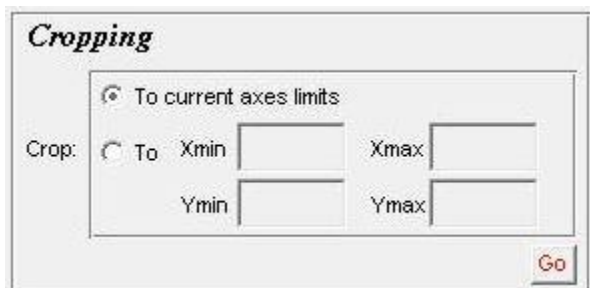 Cropping
To current axes limits
Crop: To Xmin Xmax
Ymin Ymax
Go